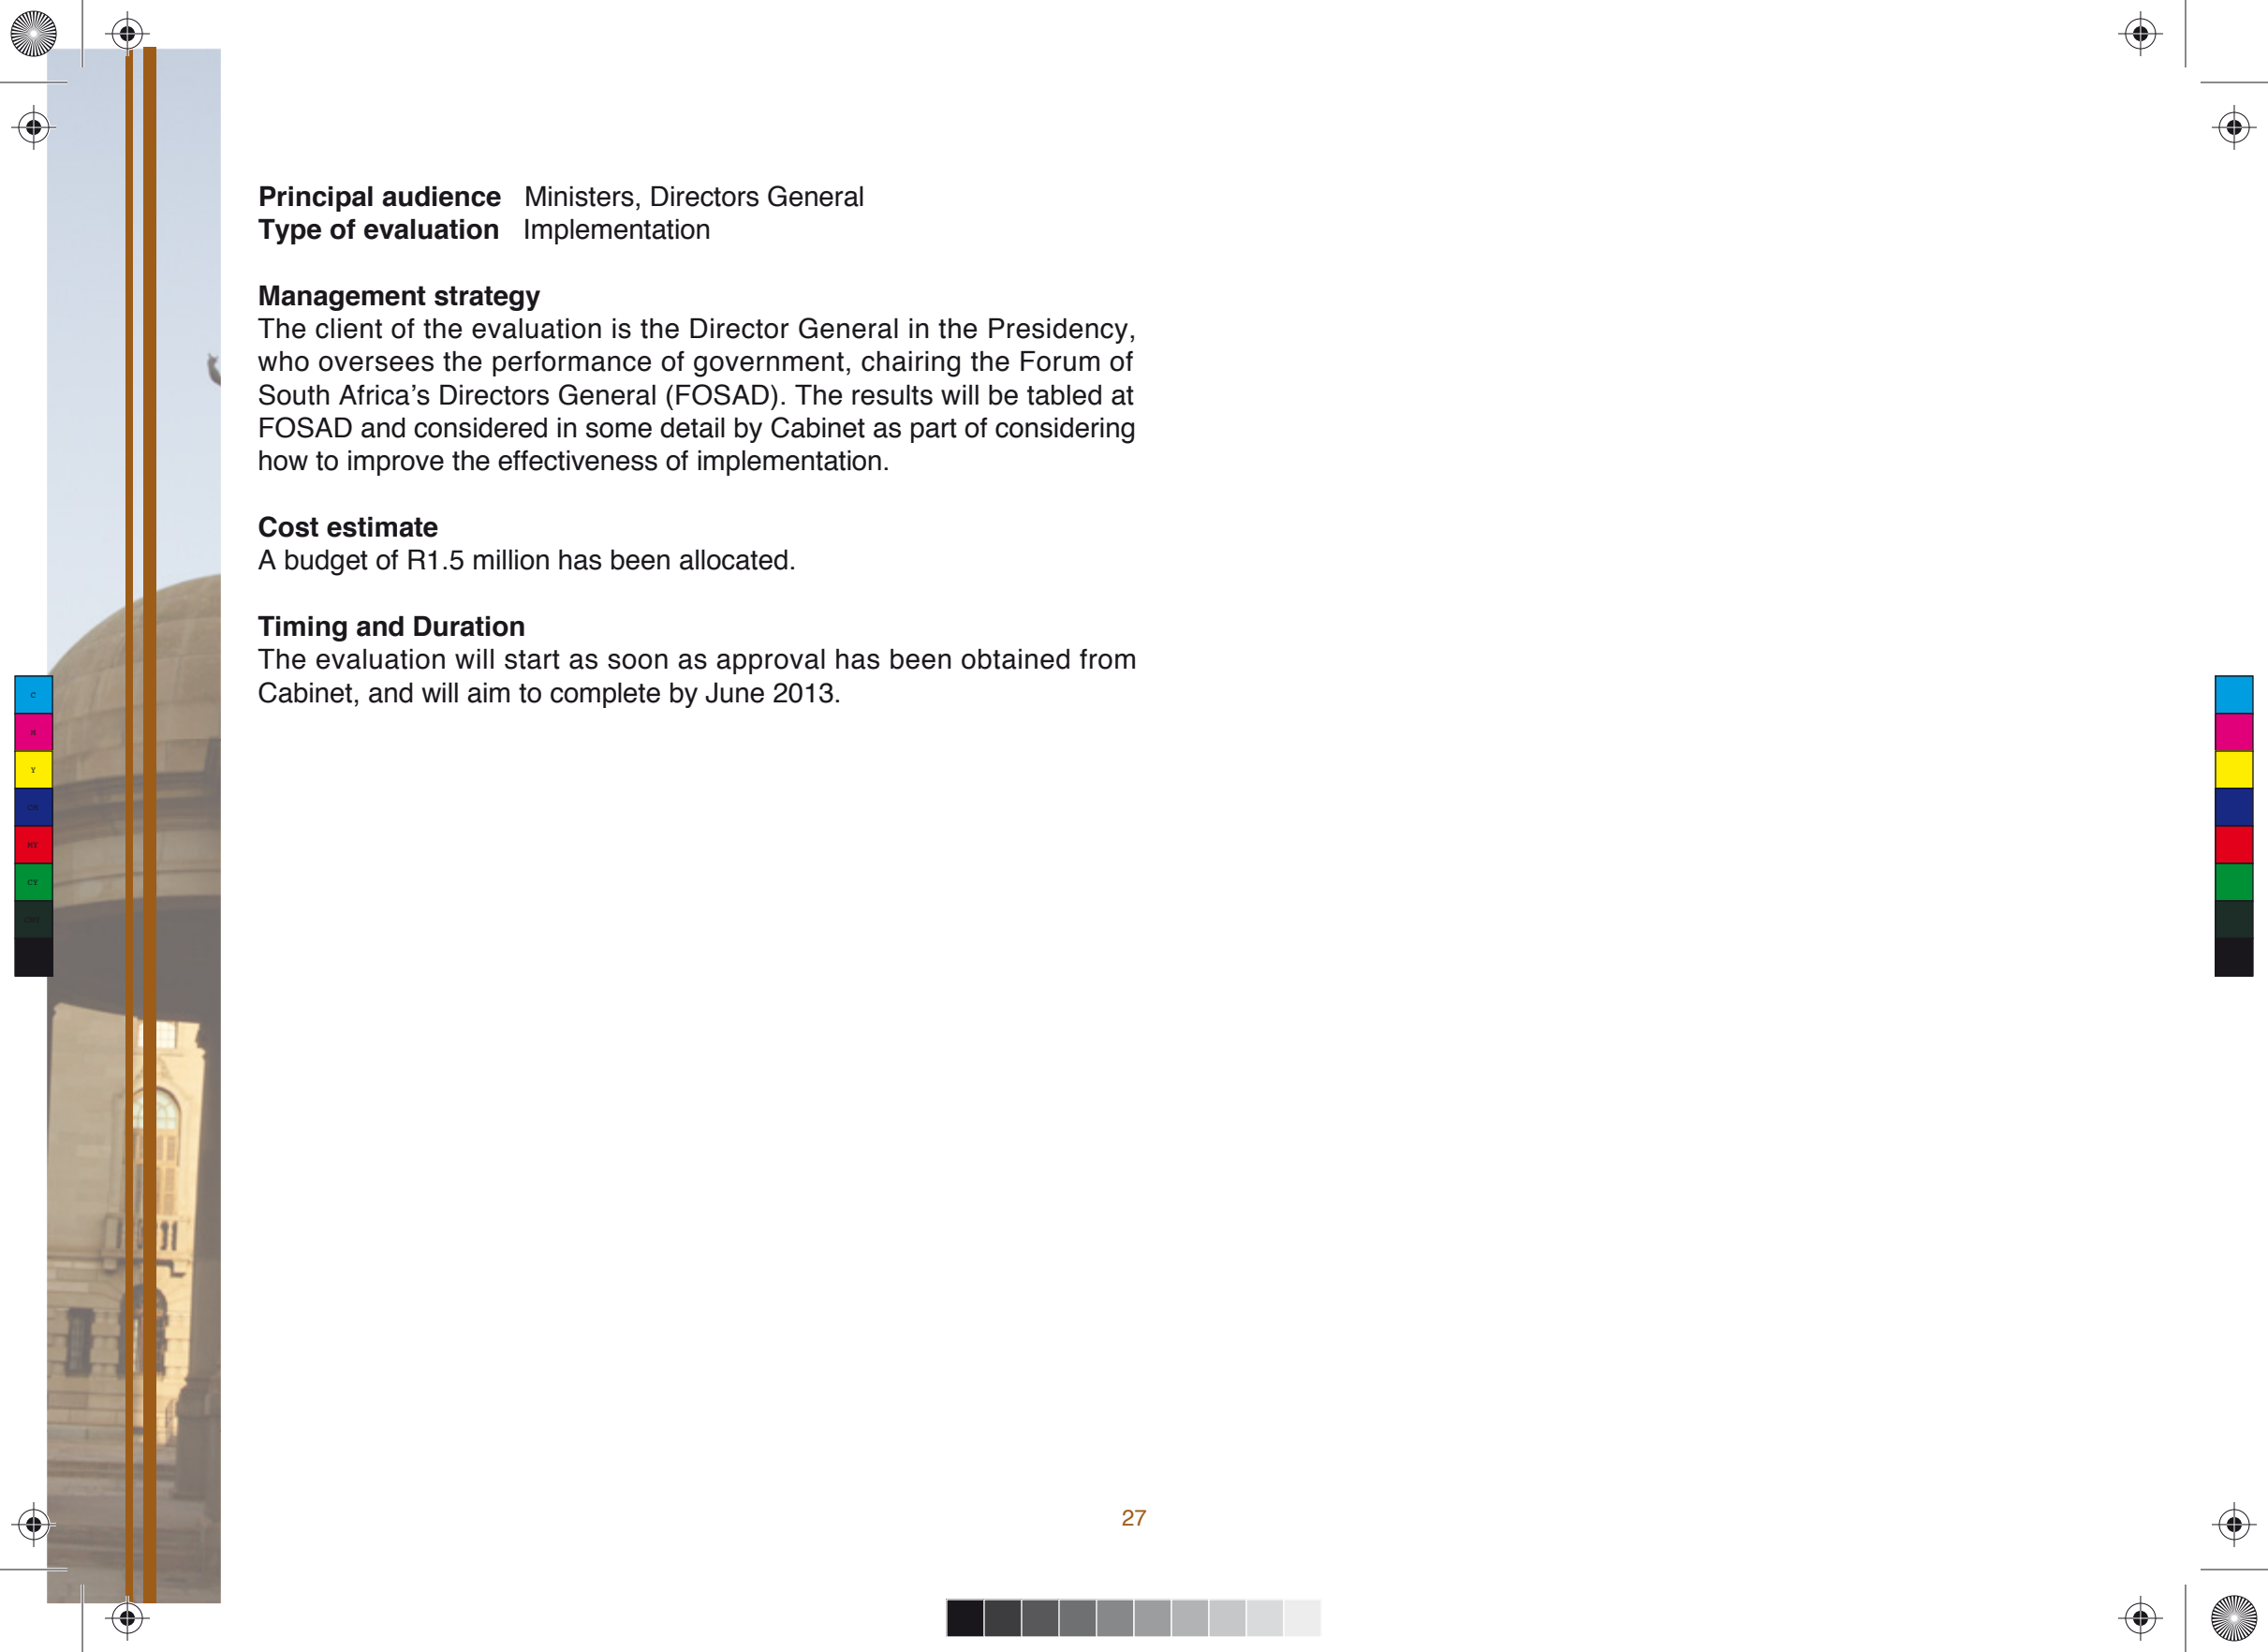 Principal audience Ministers, Directors General
Type of evaluation Implementation
Management strategy
The client of the evaluation is the Director General in the Presidency,
who oversees the performance of government, chairing the Forum of
South Africa’s Directors General (FOSAD). The results will be tabled at
FOSAD and considered in some detail by Cabinet as part of considering
how to improve the effectiveness of implementation.
Cost estimate
A budget of R1.5 million has been allocated.
Timing and Duration
The evaluation will start as soon as approval has been obtained from
Cabinet, and will aim to complete by June 2013.
C
M
Y
CM
MY
CY
CMY
27